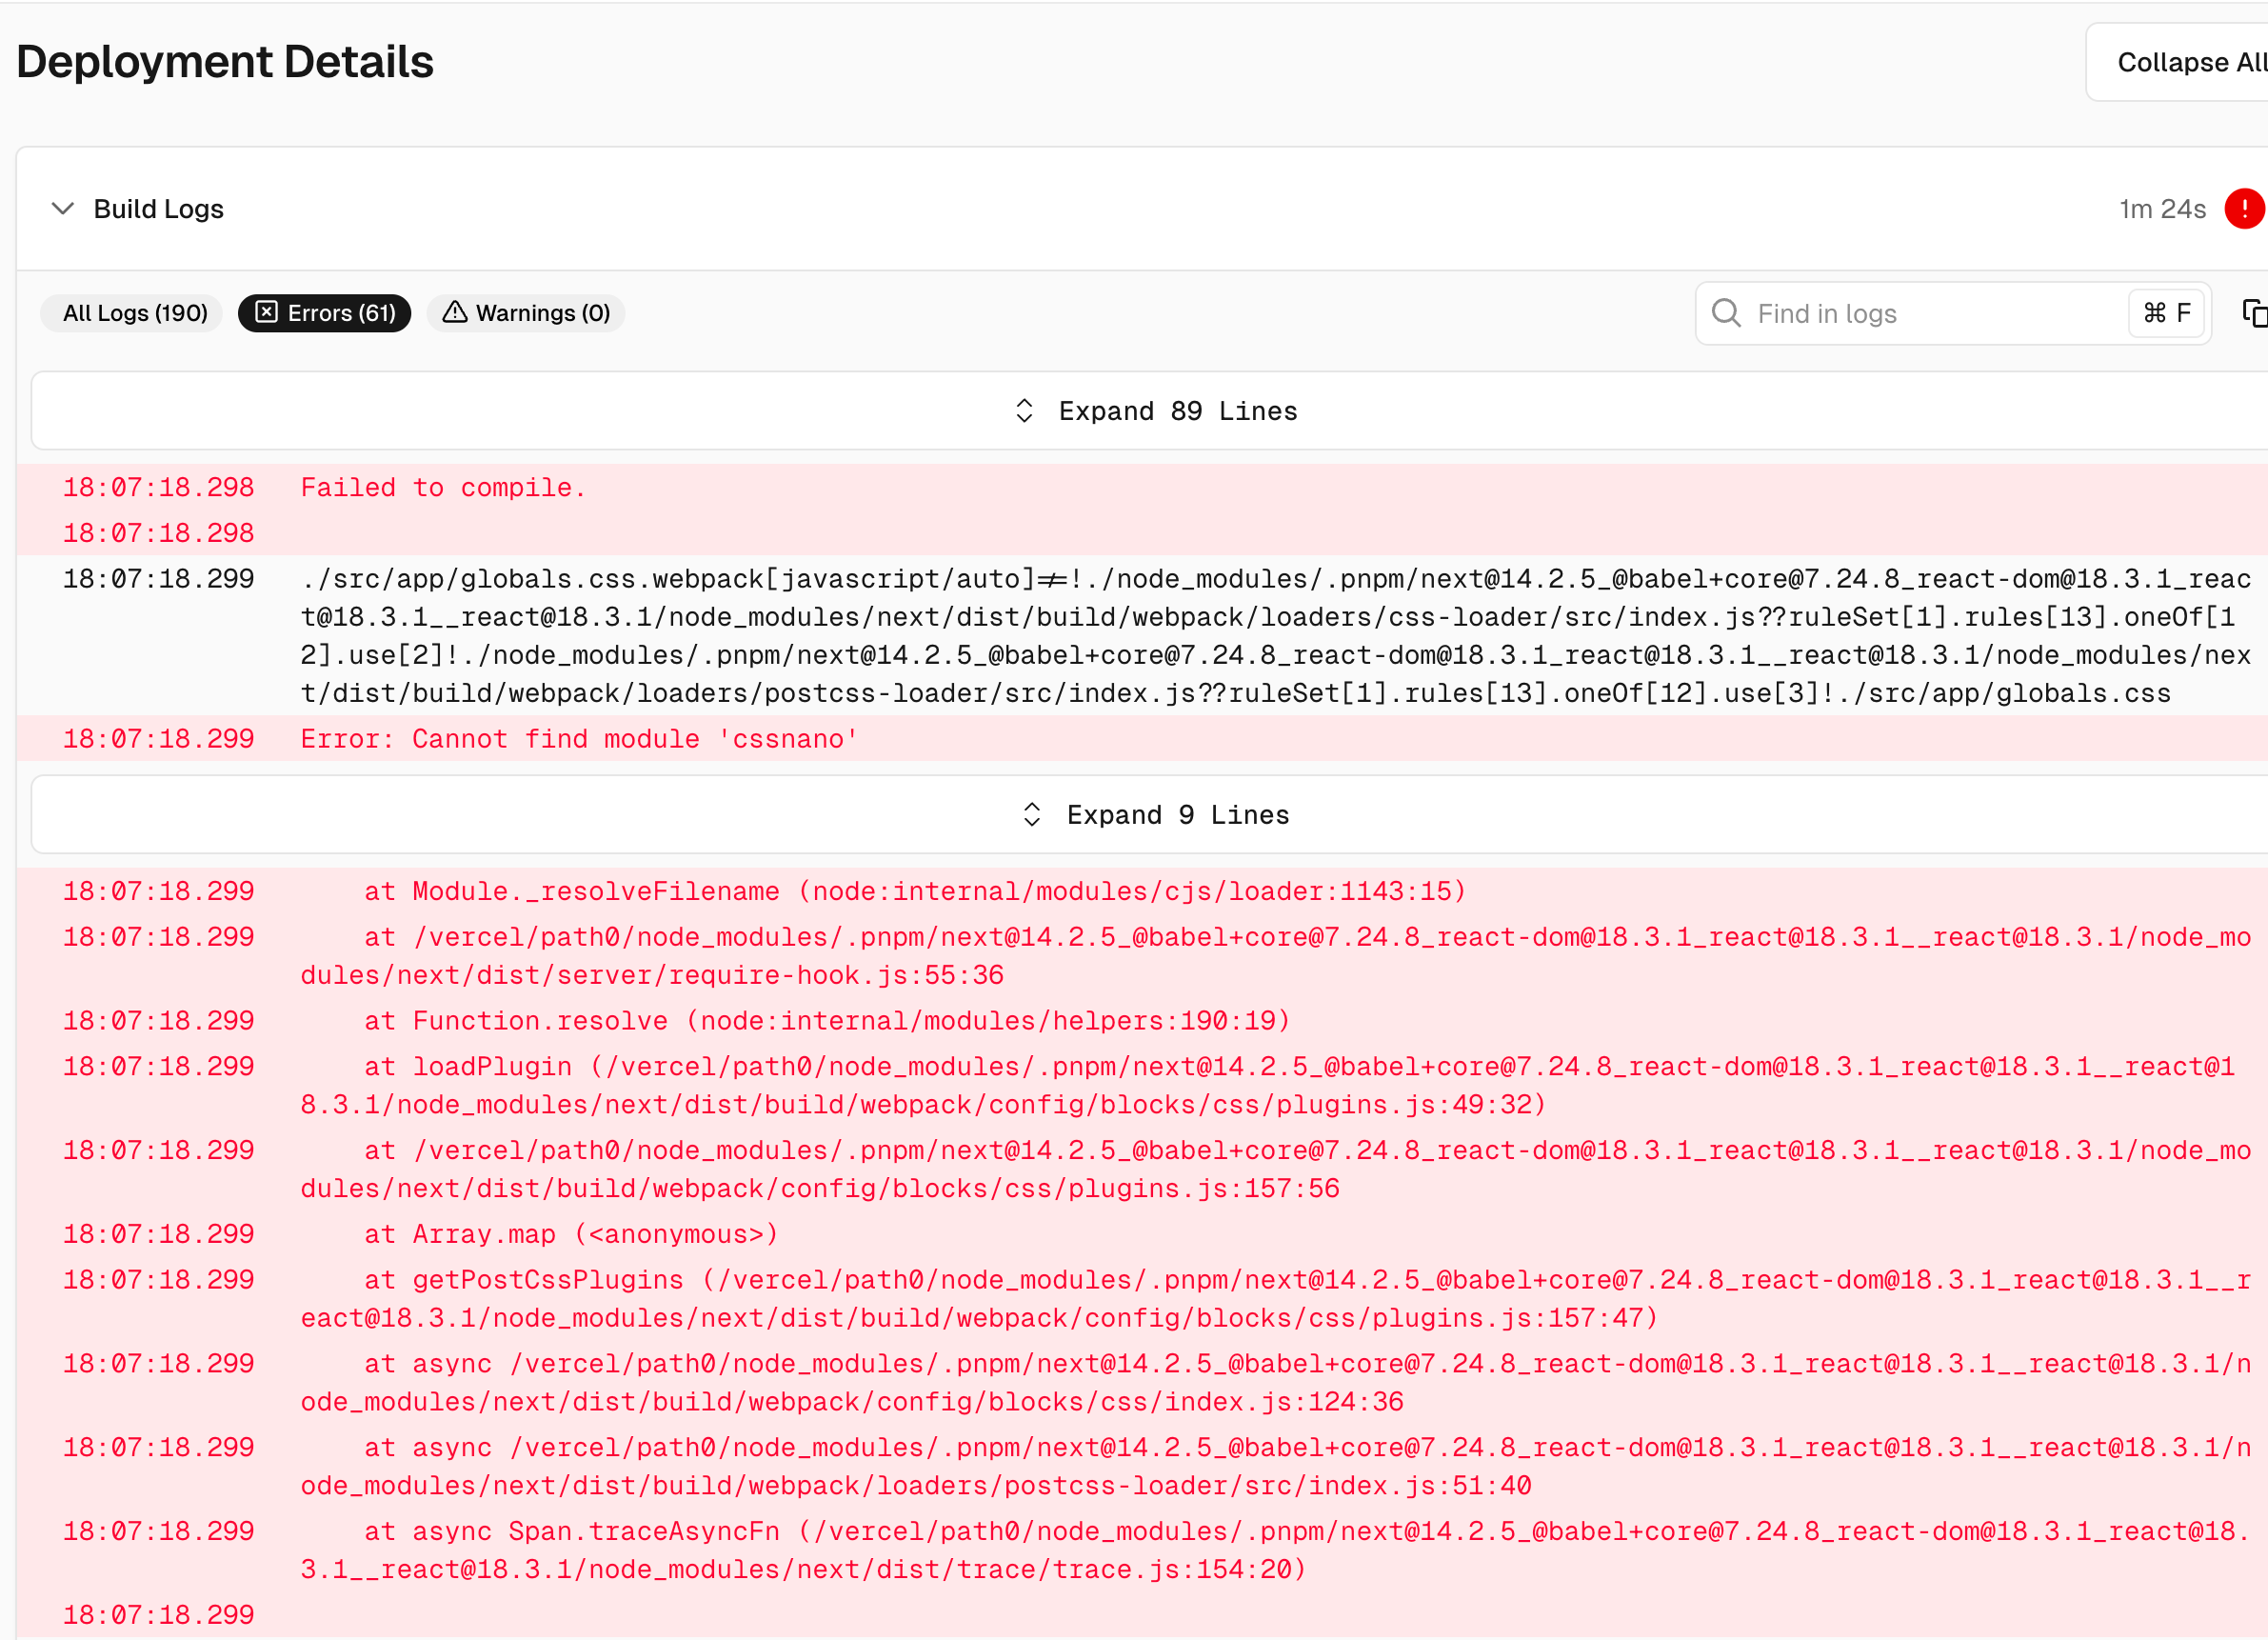 Deployment Details
Collapse All
Build Logs
1m 24s
All Logs (190)
Errors (61)
Warnings (0)
Find in logs
⌘ F
Expand 89 Lines
18:07:18.298 Failed to compile.
18:07:18.298
18:07:18.299 ./src/app/globals.css.webpack[javascript/auto]!=!./node_modules/.pnpm/next@14.2.5_@babel+core@7.24.8_react-dom@18.3.1_reac
t@18.3.1__react@18.3.1/node_modules/next/dist/build/webpack/loaders/css-loader/src/index.js??ruleSet[1].rules[13].oneOf[1
2].use[2]!./node_modules/.pnpm/next@14.2.5_@babel+core@7.24.8_react-dom@18.3.1_react@18.3.1__react@18.3.1/node_modules/nex
t/dist/build/webpack/loaders/postcss-loader/src/index.js??ruleSet[1].rules[13].oneOf[12].use[3]!./src/app/globals.css
18:07:18.299 Error: Cannot find module 'cssnano'
Expand 9 Lines
18:07:18.299 at Module._resolveFilename (node:internal/modules/cjs/loader:1143:15)
18:07:18.299 at /vercel/path0/node_modules/.pnpm/next@14.2.5_@babel+core@7.24.8_react-dom@18.3.1_react@18.3.1__react@18.3.1/node_mo
dules/next/dist/server/require-hook.js:55:36
18:07:18.299 at Function.resolve (node:internal/modules/helpers:190:19)
18:07:18.299 at loadPlugin (/vercel/path0/node_modules/.pnpm/next@14.2.5_@babel+core@7.24.8_react-dom@18.3.1_react@18.3.1__react@1
8.3.1/node_modules/next/dist/build/webpack/config/blocks/css/plugins.js:49:32)
18:07:18.299 at /vercel/path0/node_modules/.pnpm/next@14.2.5_@babel+core@7.24.8_react-dom@18.3.1_react@18.3.1__react@18.3.1/node_mo
dules/next/dist/build/webpack/config/blocks/css/plugins.js:157:56
18:07:18.299 at Array.map (<anonymous>)
18:07:18.299 at getPostCssPlugins (/vercel/path0/node_modules/.pnpm/next@14.2.5_@babel+core@7.24.8_react-dom@18.3.1_react@18.3.1__r
eact@18.3.1/node_modules/next/dist/build/webpack/config/blocks/css/plugins.js:157:47)
18:07:18.299 at async /vercel/path0/node_modules/.pnpm/next@14.2.5_@babel+core@7.24.8_react-dom@18.3.1_react@18.3.1__react@18.3.1/n
ode_modules/next/dist/build/webpack/config/blocks/css/index.js:124:36
18:07:18.299 at async /vercel/path0/node_modules/.pnpm/next@14.2.5_@babel+core@7.24.8_react-dom@18.3.1_react@18.3.1__react@18.3.1/n
ode_modules/next/dist/build/webpack/loaders/postcss-loader/src/index.js:51:40
18:07:18.299 at async Span.traceAsyncFn (/vercel/path0/node_modules/.pnpm/next@14.2.5_@babel+core@7.24.8_react-dom@18.3.1_react@18.
3.1__react@18.3.1/node_modules/next/dist/trace/trace.js:154:20)
18:07:18.299